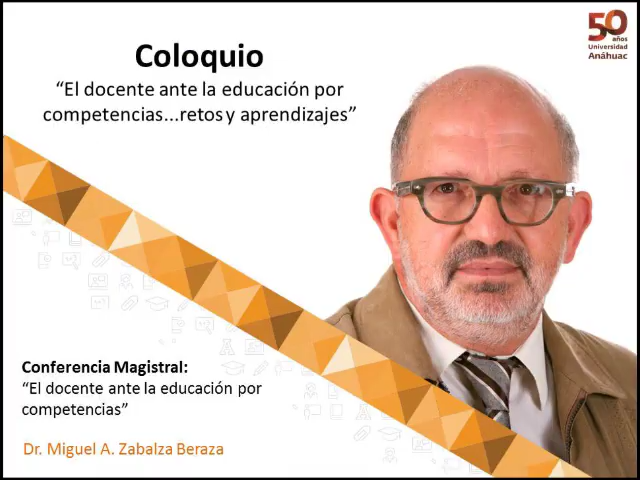 Coloquio
“El docente ante la educación por
competencias...retos y aprendizajes”
50
años
Universidad
Anáhuac
Conferencia Magistral:
“El docente ante la educación por
competencias”
Dr. Miguel A. Zabalza Beraza